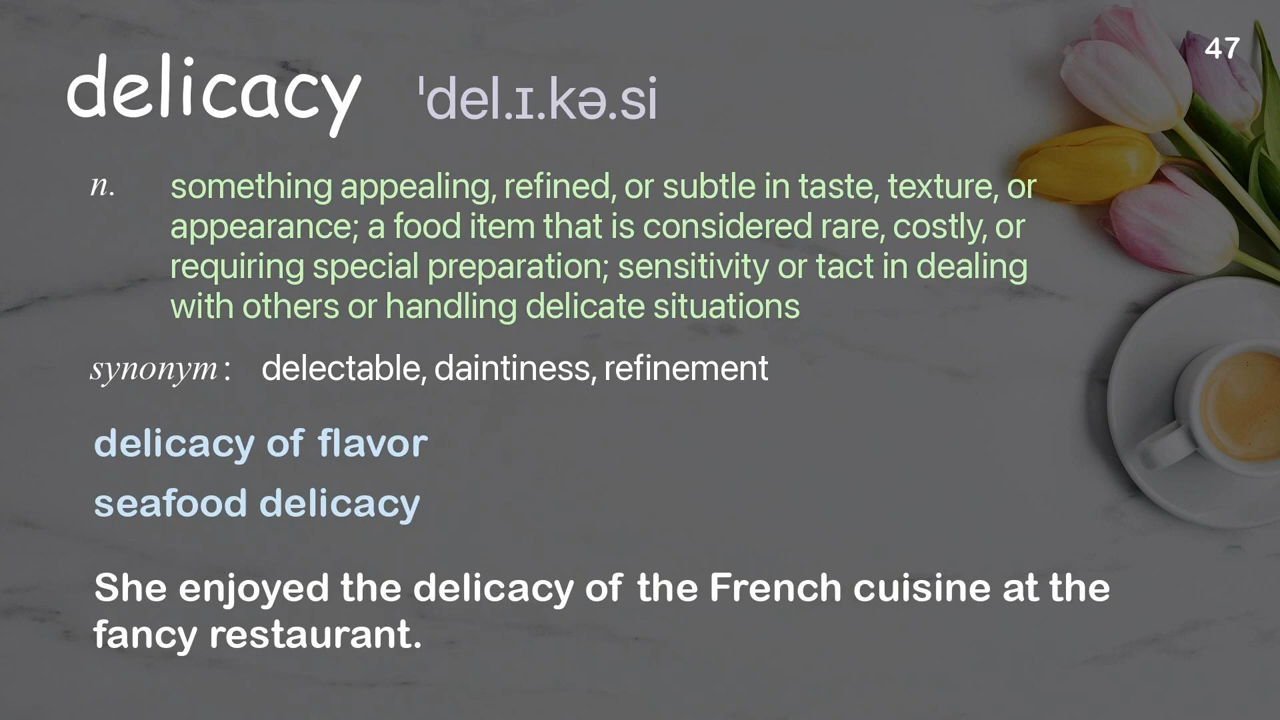 47
delicacy ˈdel.ɪ.kə.si
n. something appealing, refined, or subtle in taste, texture, or
appearance; a food item that is considered rare, costly, or
requiring special preparation; sensitivity or tact in dealing
with others or handling delicate situations
synonym: delectable, daintiness, refinement
delicacy of flavor
seafood delicacy
She enjoyed the delicacy of the French cuisine at the
fancy restaurant.